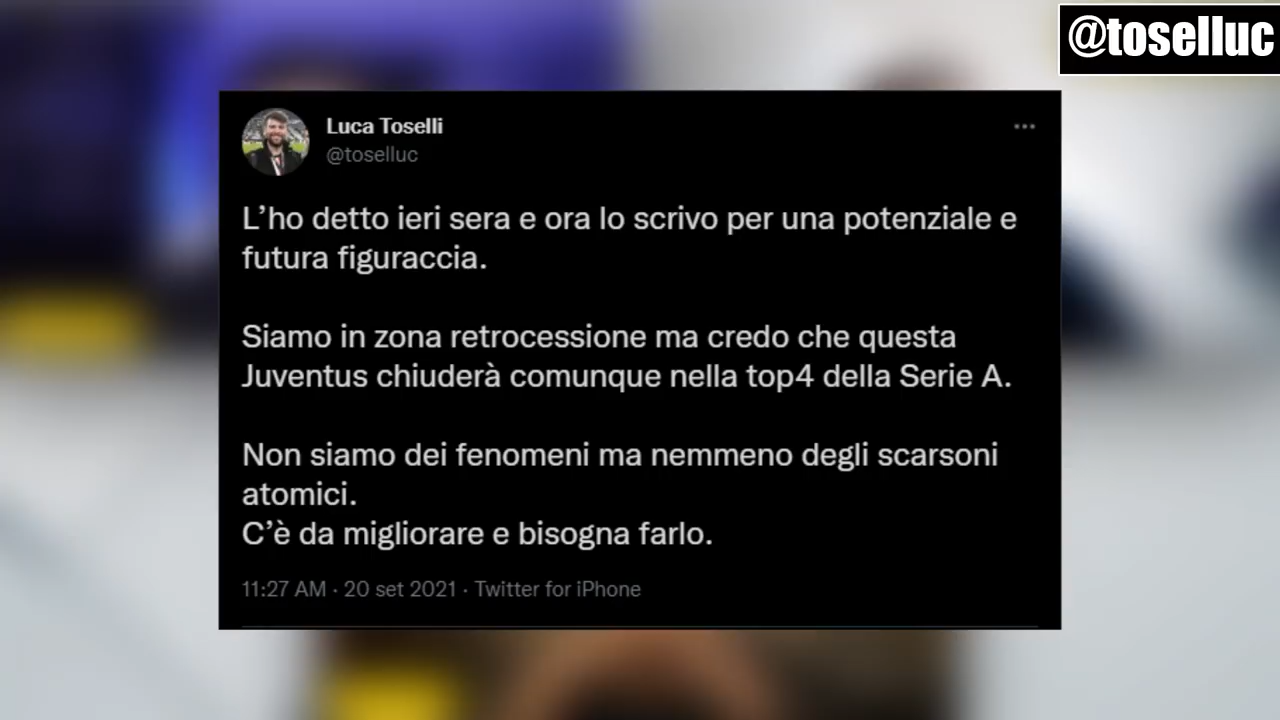 @toselluc
Luca Toselli
@toselluc
L’ho detto ieri sera e ora lo scrivo per una potenziale e
futura figuraccia.
Siamo in zona retrocessione ma credo che questa
Juventus chiuderà comunque nella top4 della Serie A.
Non siamo dei fenomeni ma nemmeno degli scarsoni
atomici.
C’è da migliorare e bisogna farlo.
11:27 AM · 20 set 2021 · Twitter for iPhone